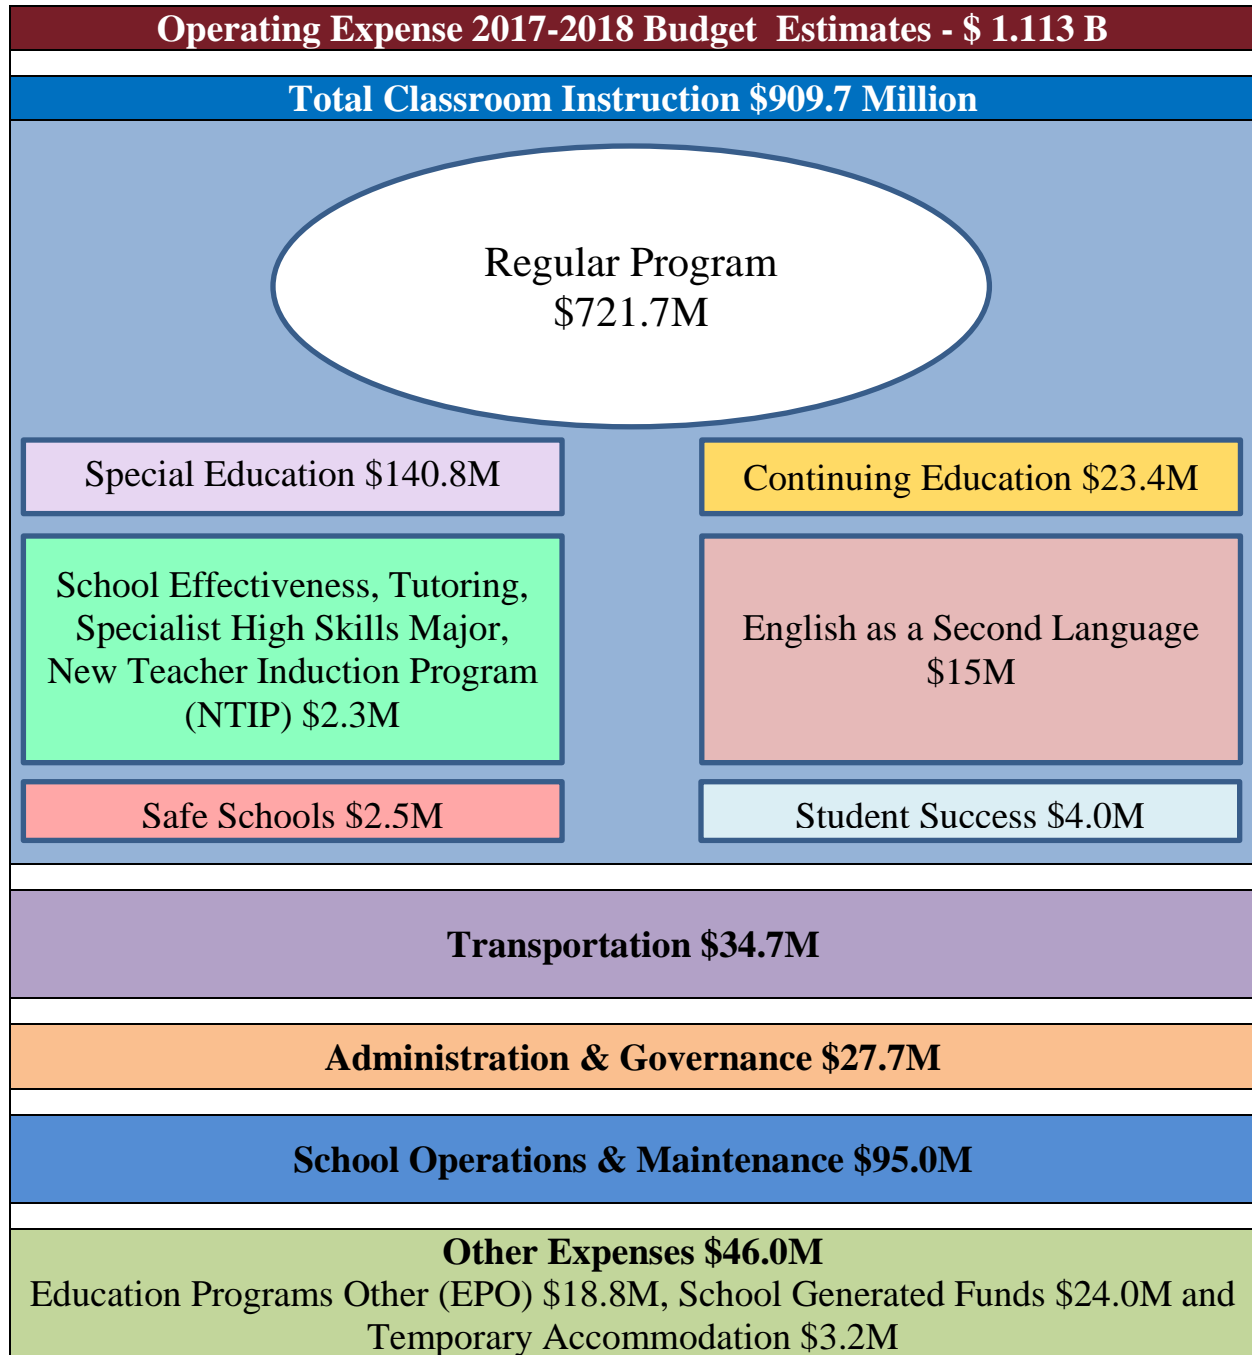 Operating Expense 2017-2018 Budget Estimates - $ 1.113 B
Total Classroom Instruction $909.7 Million
Regular Program
$721.7M
Special Education $140.8M
Continuing Education $23.4M
School Effectiveness, Tutoring,
Specialist High Skills Major,
New Teacher Induction Program
(NTIP) $2.3M
English as a Second Language
$15M
Safe Schools $2.5M
Student Success $4.0M
Transportation $34.7M
Administration & Governance $27.7M
School Operations & Maintenance $95.0M
Other Expenses $46.0M
Education Programs Other (EPO) $18.8M, School Generated Funds $24.0M and
Temporary Accommodation $3.2M